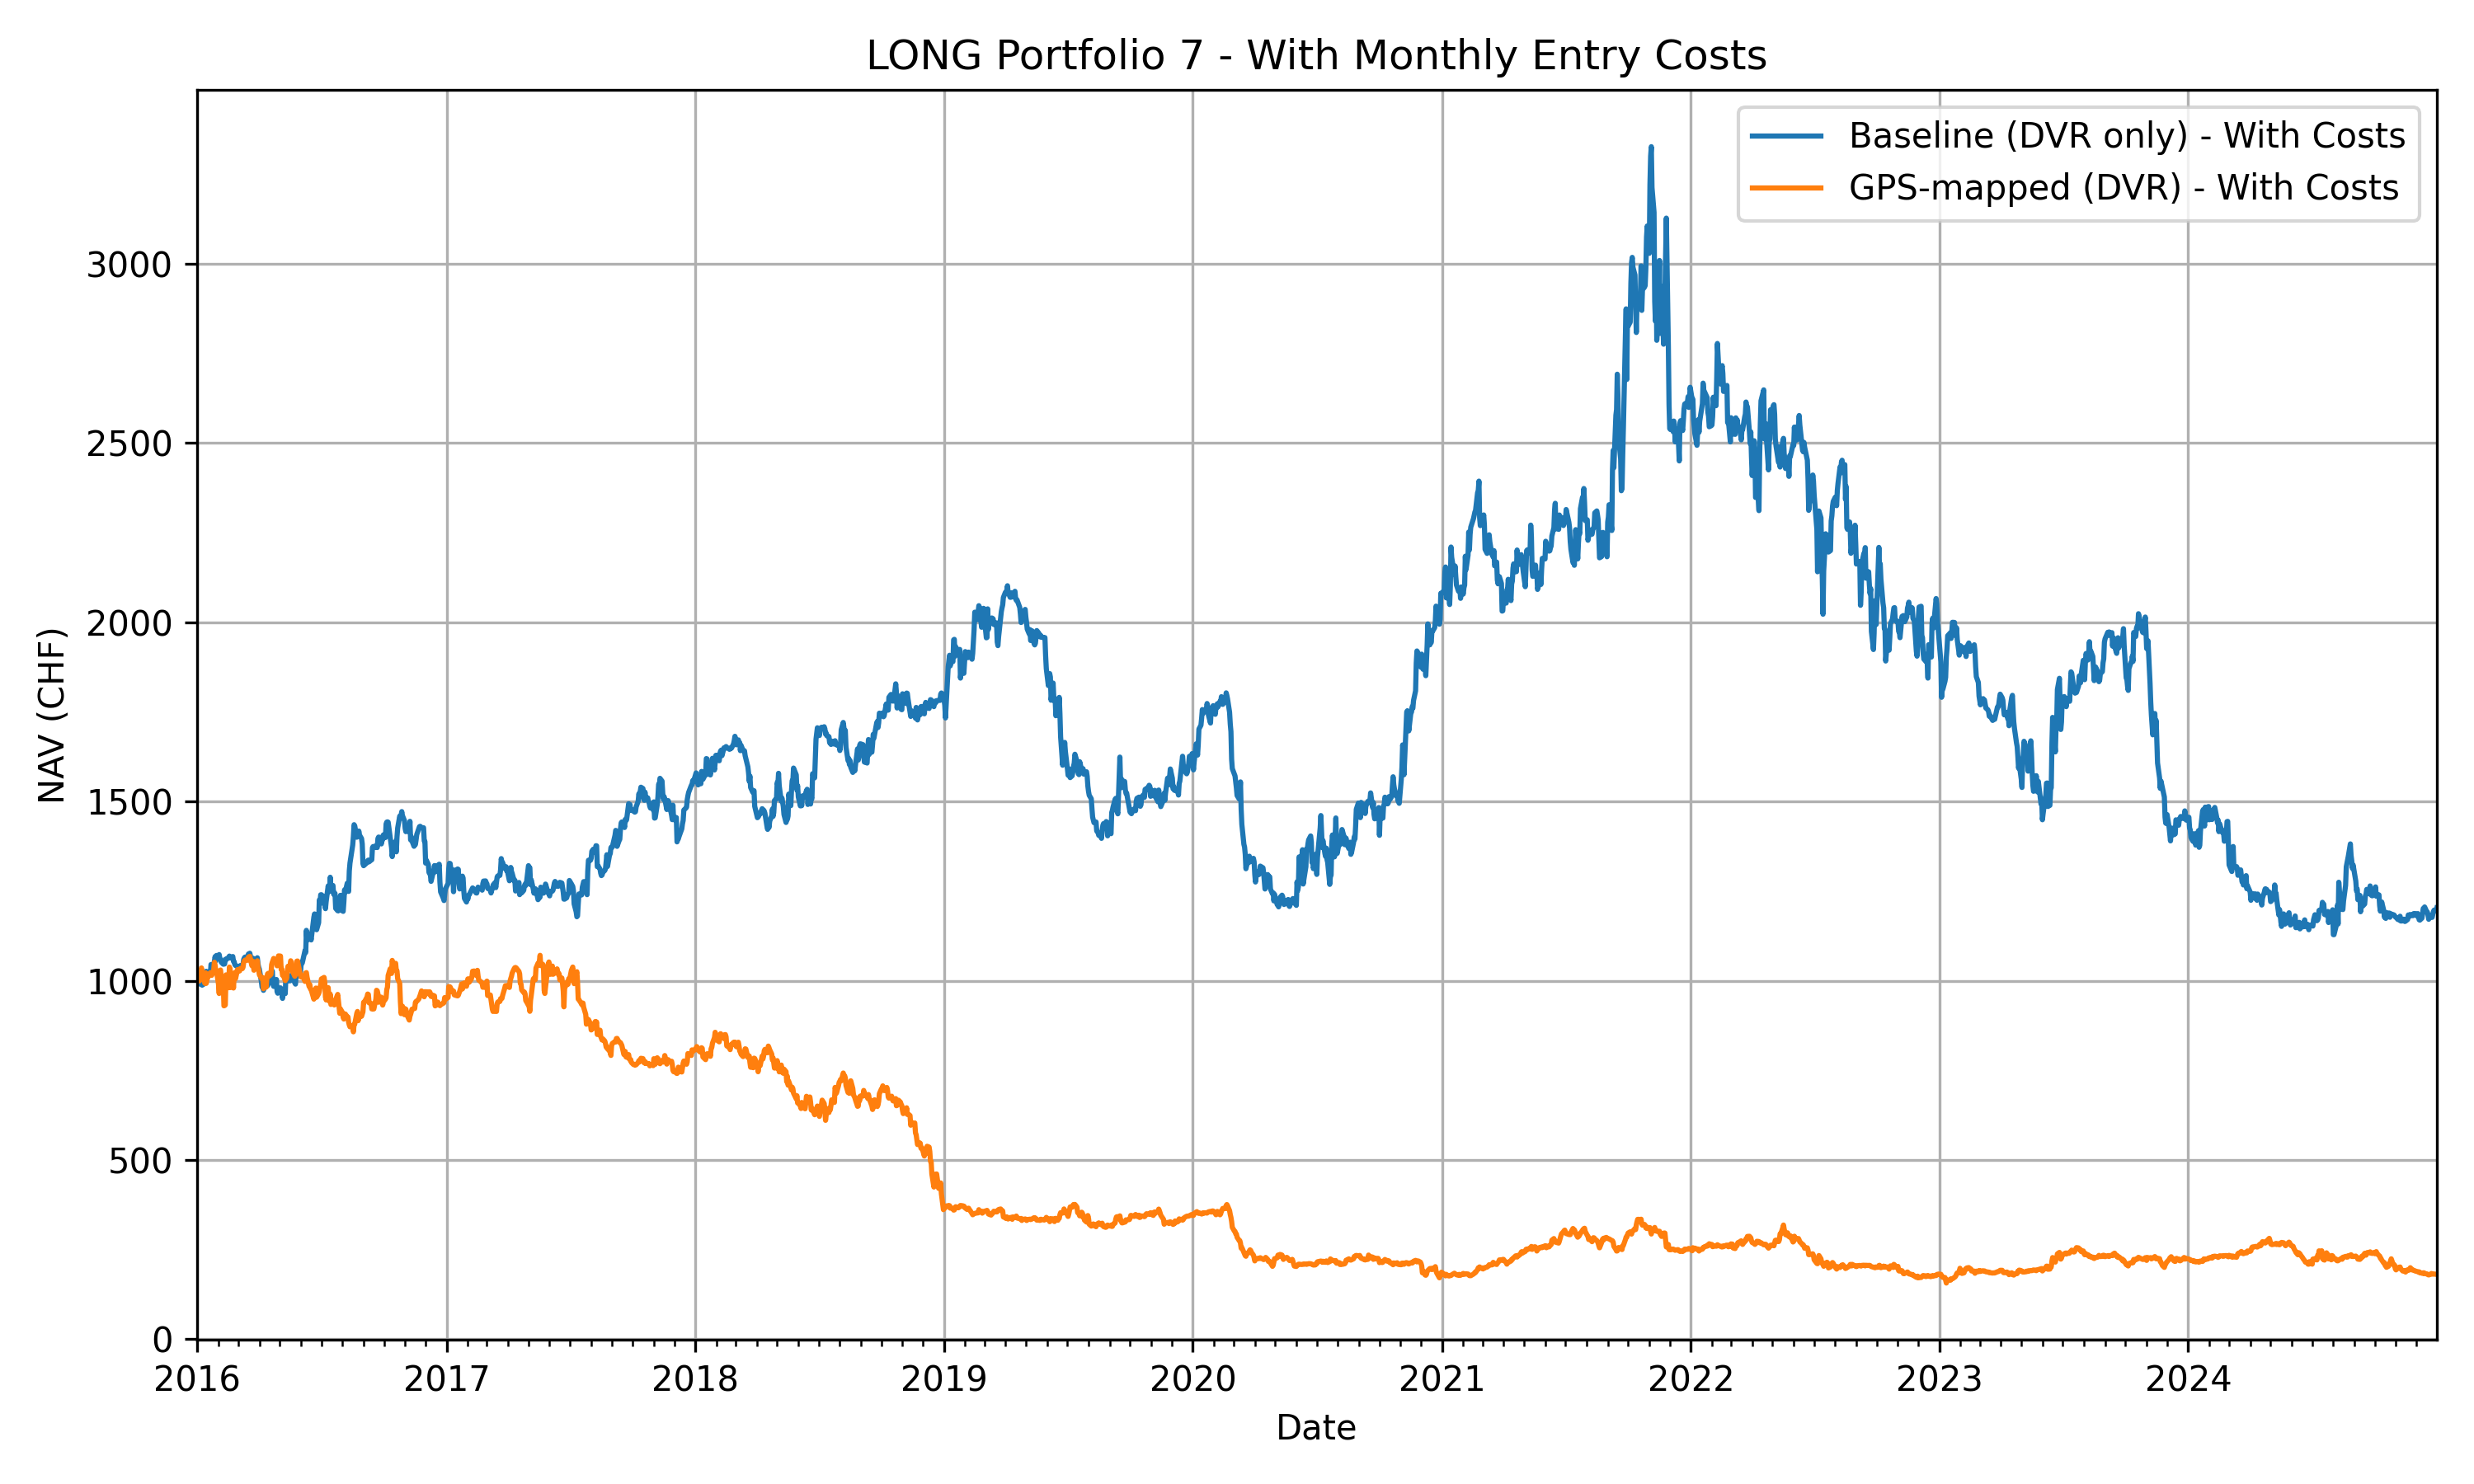 LONG Portfolio 7 - With Monthly Entry Costs
Baseline (DVR only) - With Costs
GPS-mapped (DVR) - With Costs
NAV (CHF)
3000
2500
2000
1500
1000
500
0
2016 2017 2018 2019 2020 2021 2022 2023 2024
Date